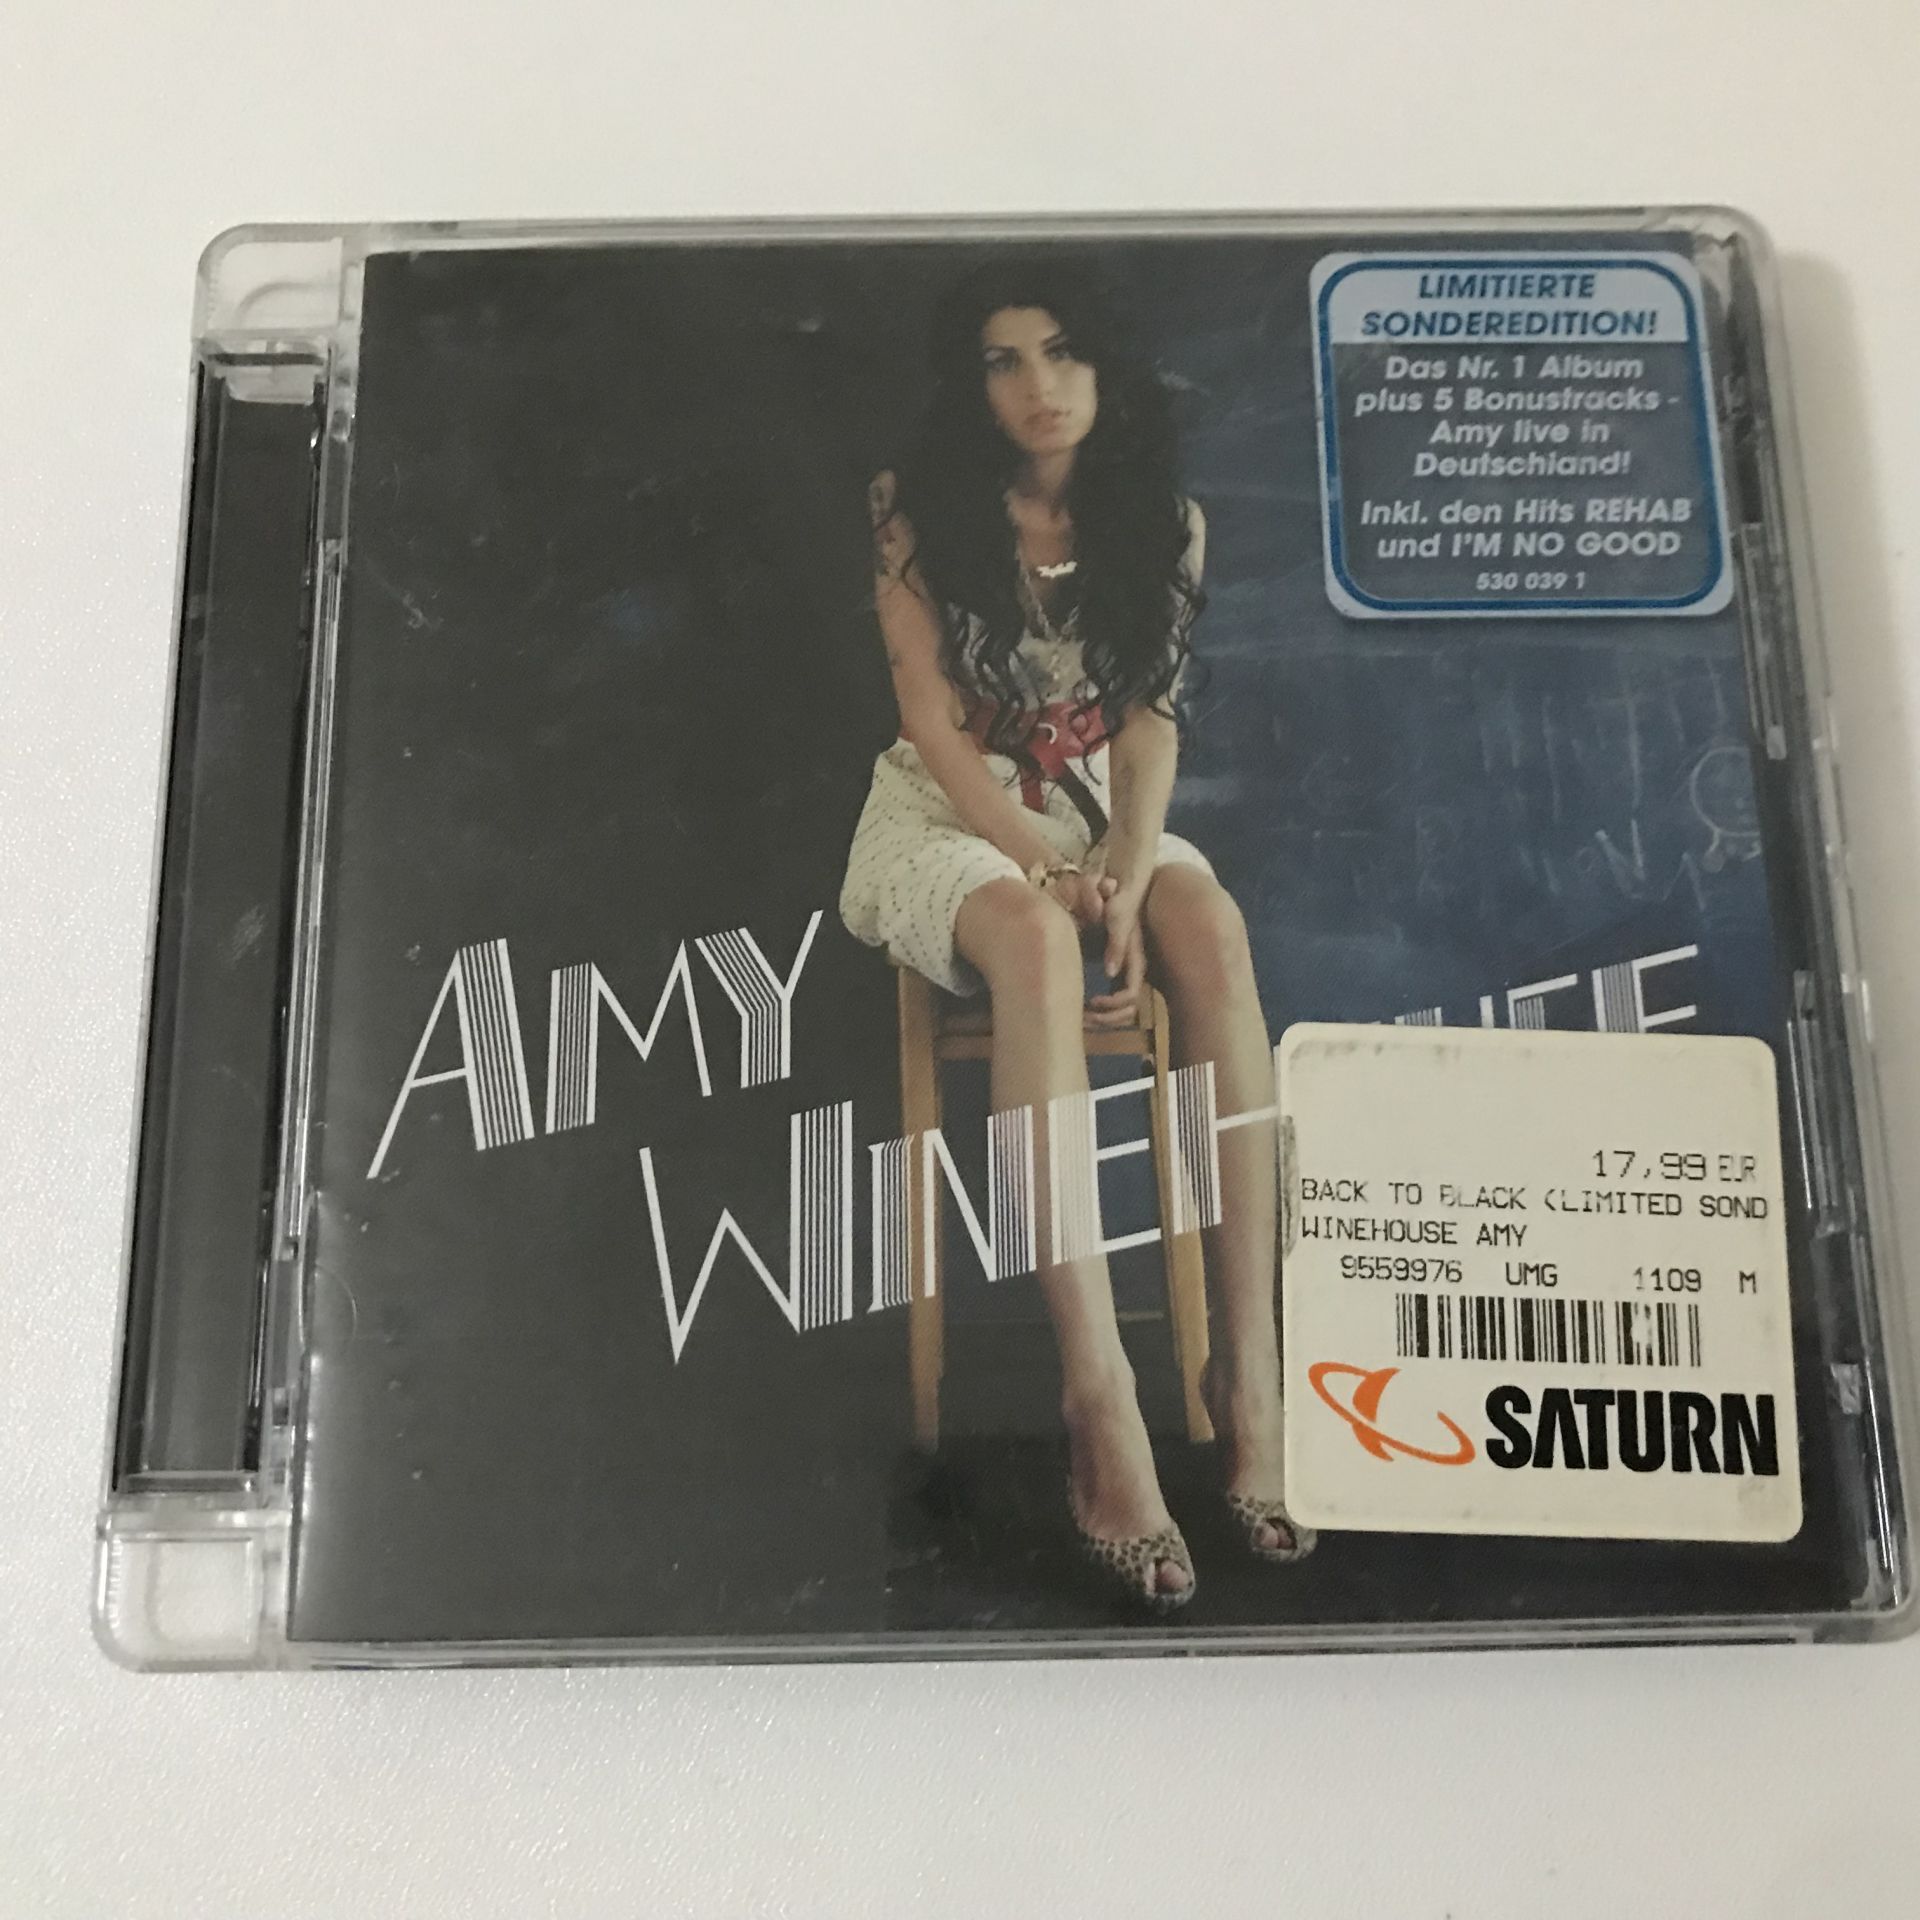 LIMITIERTE
SONDEREDITION!
Das Nr. 1 Album
plus 5 Bonustracks -
Amy live in
Deutschland!
Inkl. den Hits REHAB
und I'M NO GOOD
530 039 1
AMY
17,99 EUR
BACK TO BLACK (LIMITED SOND
WINEHOUSE AMY
9559976 UMG 1109 M
SATURN